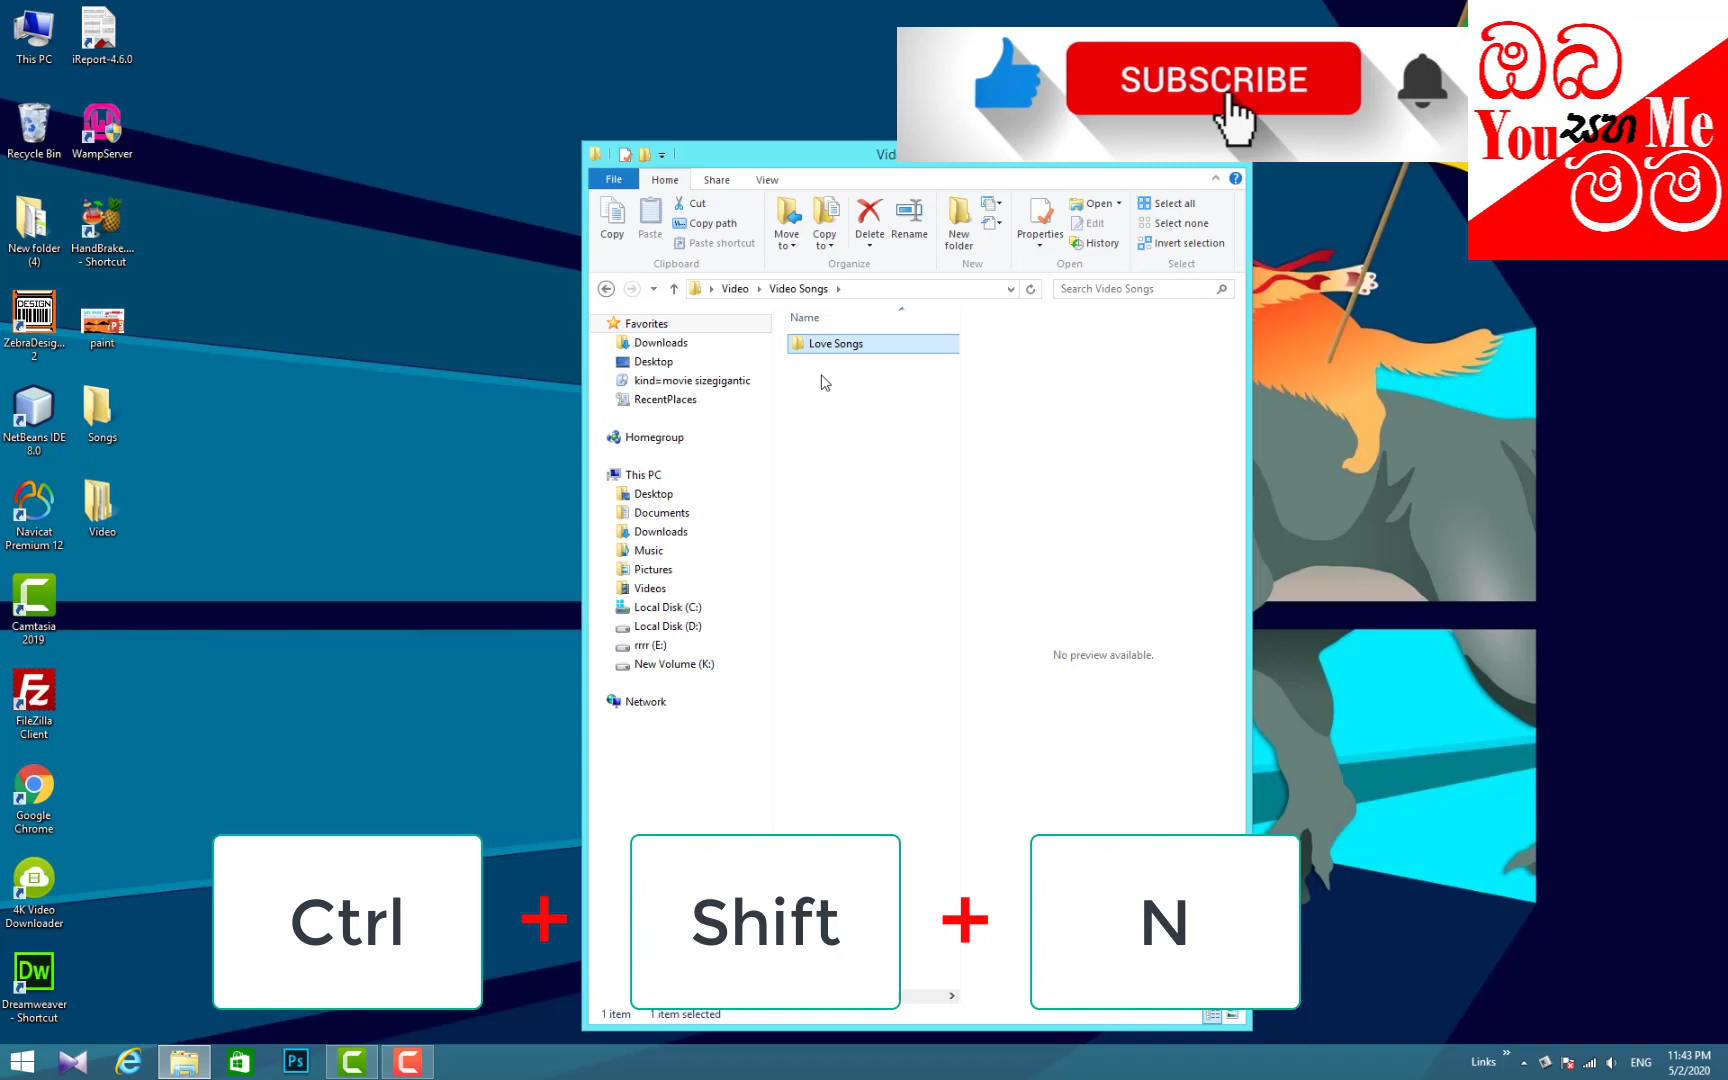 This PC
iReport-4.6.0
Recycle Bin
WampServer
New folder
(4)
HandBrake....
- Shortcut
DESIGN
ZebraDesig...
2
paint
NetBeans IDE
8.0
Songs
Navicat
Premium 12
Video
Camtasia
2019
FileZilla
Client
Google
Chrome
4K Video
Downloader
Dw
Dreamweaver
- Shortcut
SUBSCRIBE
ඔබ
You සහ Me
මම
File
Home
Share
View
Copy
Paste
Cut
Copy path
Paste shortcut
Clipboard
Move
to
Copy
to
Delete
Rename
Organize
New
folder
New
Properties
Open
Edit
History
Open
Select all
Select none
Invert selection
Select
Video
Video Songs
Search Video Songs
Favorites
Downloads
Desktop
kind=movie sizegigantic
RecentPlaces
Homegroup
This PC
Desktop
Documents
Downloads
Music
Pictures
Videos
Local Disk (C:)
Local Disk (D:)
rrrr (E:)
New Volume (K:)
Network
Name
Love Songs
No preview available.
Ctrl + Shift + N
1 item
1 item selected
Ps
Links
ENG
11:43 PM
5/2/2020